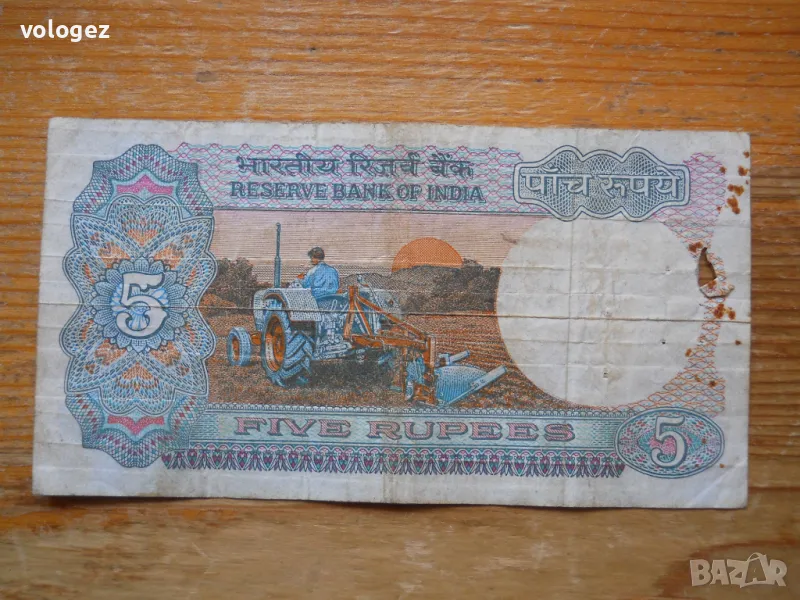 vologez
भारतीय रिज़र्व बैंक
RESERVE BANK OF INDIA
पाँच रूपये
5
FIVE RUPEES
5
BAZAR